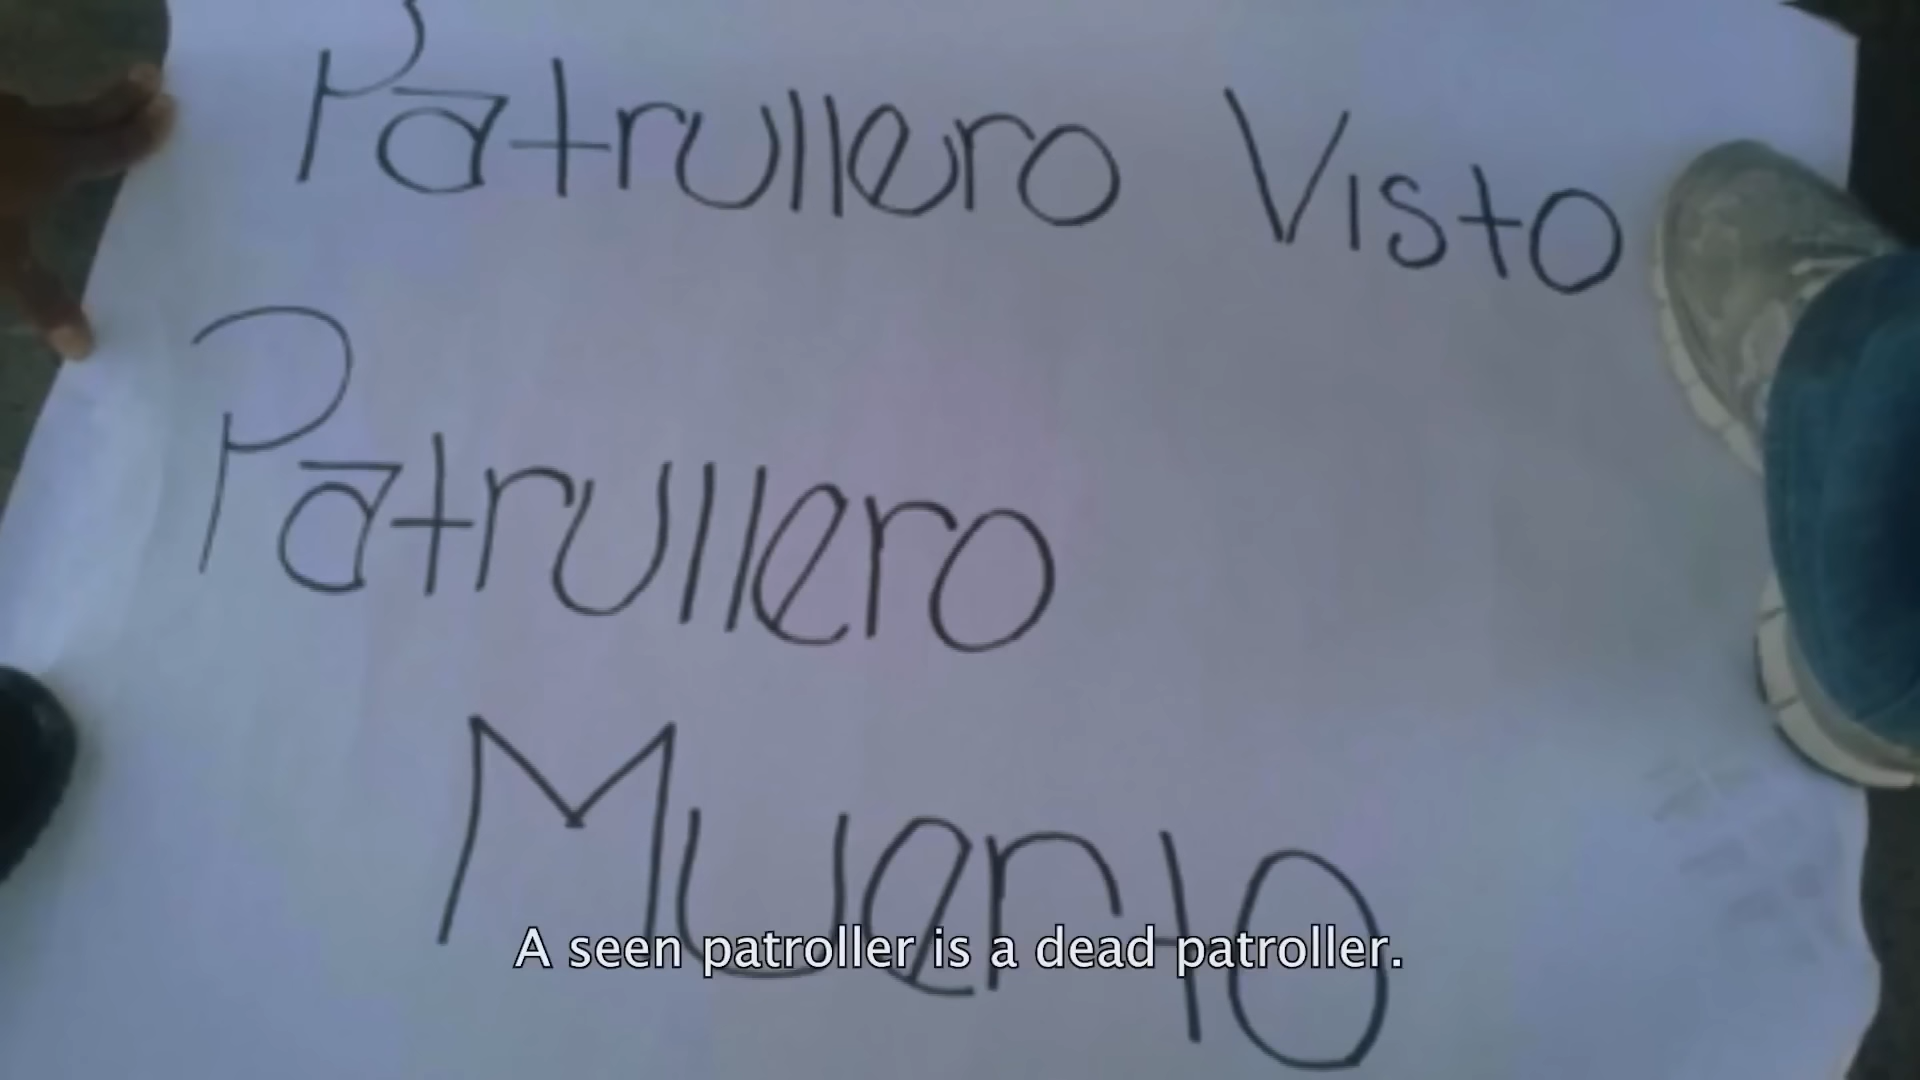 Patrullero Visto
Patrullero
Muerto
A seen patroller is a dead patroller.